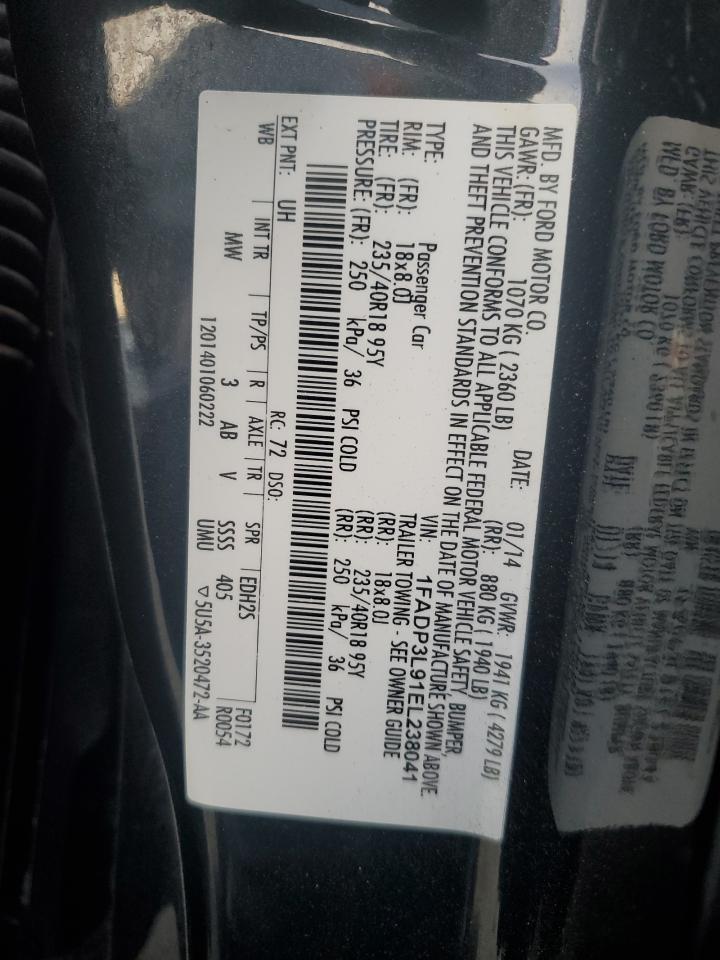 MFD. BY FORD MOTOR CO. DATE: 01/14 GVWR: 1941 KG ( 4279 LB)
GAWR: (FR): 1070 KG ( 2360 LB) (RR): 880 KG ( 1940 LB)
THIS VEHICLE CONFORMS TO ALL APPLICABLE FEDERAL MOTOR VEHICLE SAFETY, BUMPER,
AND THEFT PREVENTION STANDARDS IN EFFECT ON THE DATE OF MANUFACTURE SHOWN ABOVE.
VIN: 1FADP3L91EL238041
TYPE: Passenger Car TRAILER TOWING - SEE OWNER GUIDE
RIM: (FR): 18x8.0J (RR): 18x8.0J
TIRE: (FR): 235/40R18 95Y (RR): 235/40R18 95Y
PRESSURE: (FR): 250 kPa/ 36 PSI COLD (RR): 250 kPa/ 36 PSI COLD
EXT PNT: UH RC: 72 DSO:
WB INT TR TP/PS R AXLE TR SPR EDH2S F0172
MW 3 AB V SSSS 405 R0054
1201401060222 UMU ▽ 5U5A-3520472-AA